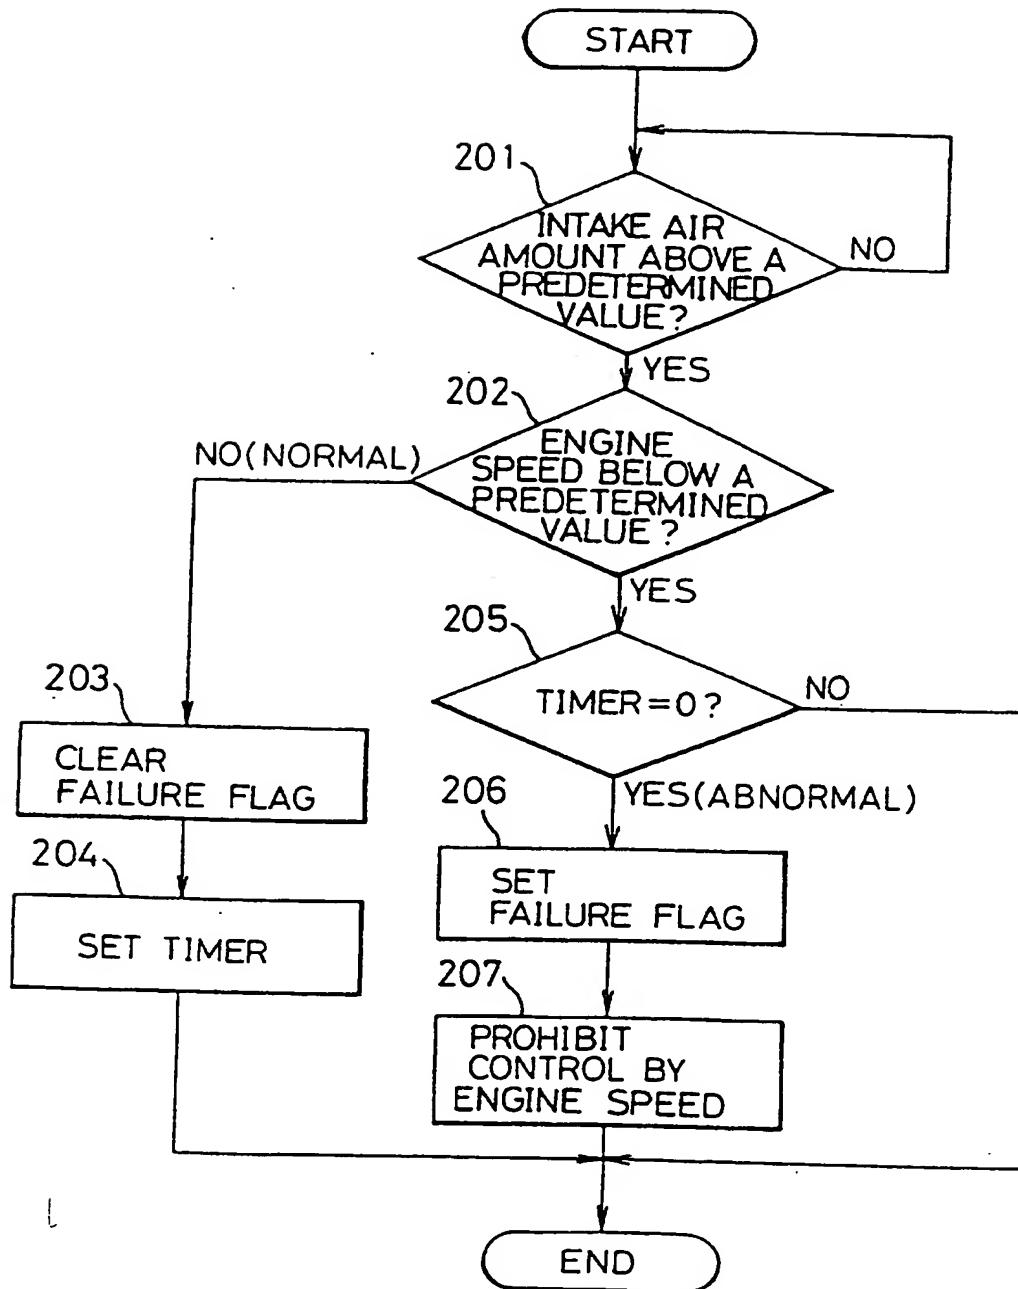 START
201
INTAKE AIR
AMOUNT ABOVE A
PREDETERMINED
VALUE?
NO
YES
202
ENGINE
SPEED BELOW A
PREDETERMINED
VALUE?
NO(NORMAL)
YES
205
TIMER=0?
NO
203
CLEAR
FAILURE FLAG
YES(ABNORMAL)
206
SET
FAILURE FLAG
204
SET TIMER
207
PROHIBIT
CONTROL BY
ENGINE SPEED
END